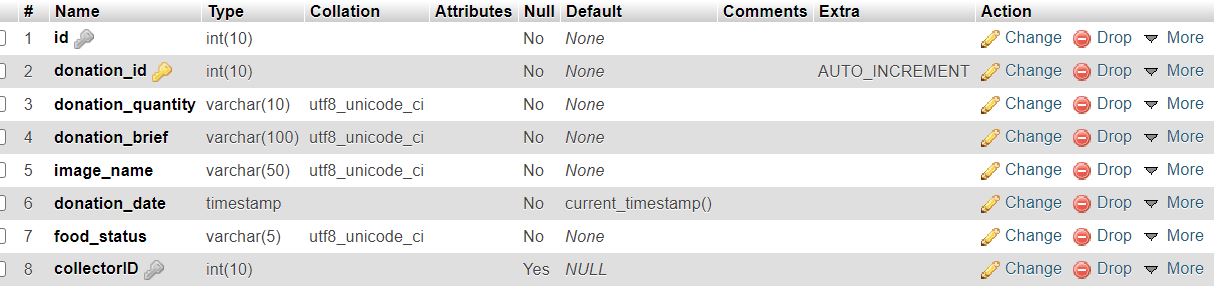 # Name Type Collation Attributes Null Default Comments Extra Action
1 id int(10) No None Change Drop More
2 donation_id int(10) No None AUTO_INCREMENT Change Drop More
3 donation_quantity varchar(10) utf8_unicode_ci No None Change Drop More
4 donation_brief varchar(100) utf8_unicode_ci No None Change Drop More
5 image_name varchar(50) utf8_unicode_ci No None Change Drop More
6 donation_date timestamp No current_timestamp() Change Drop More
7 food_status varchar(5) utf8_unicode_ci No None Change Drop More
8 collectorID int(10) Yes NULL Change Drop More